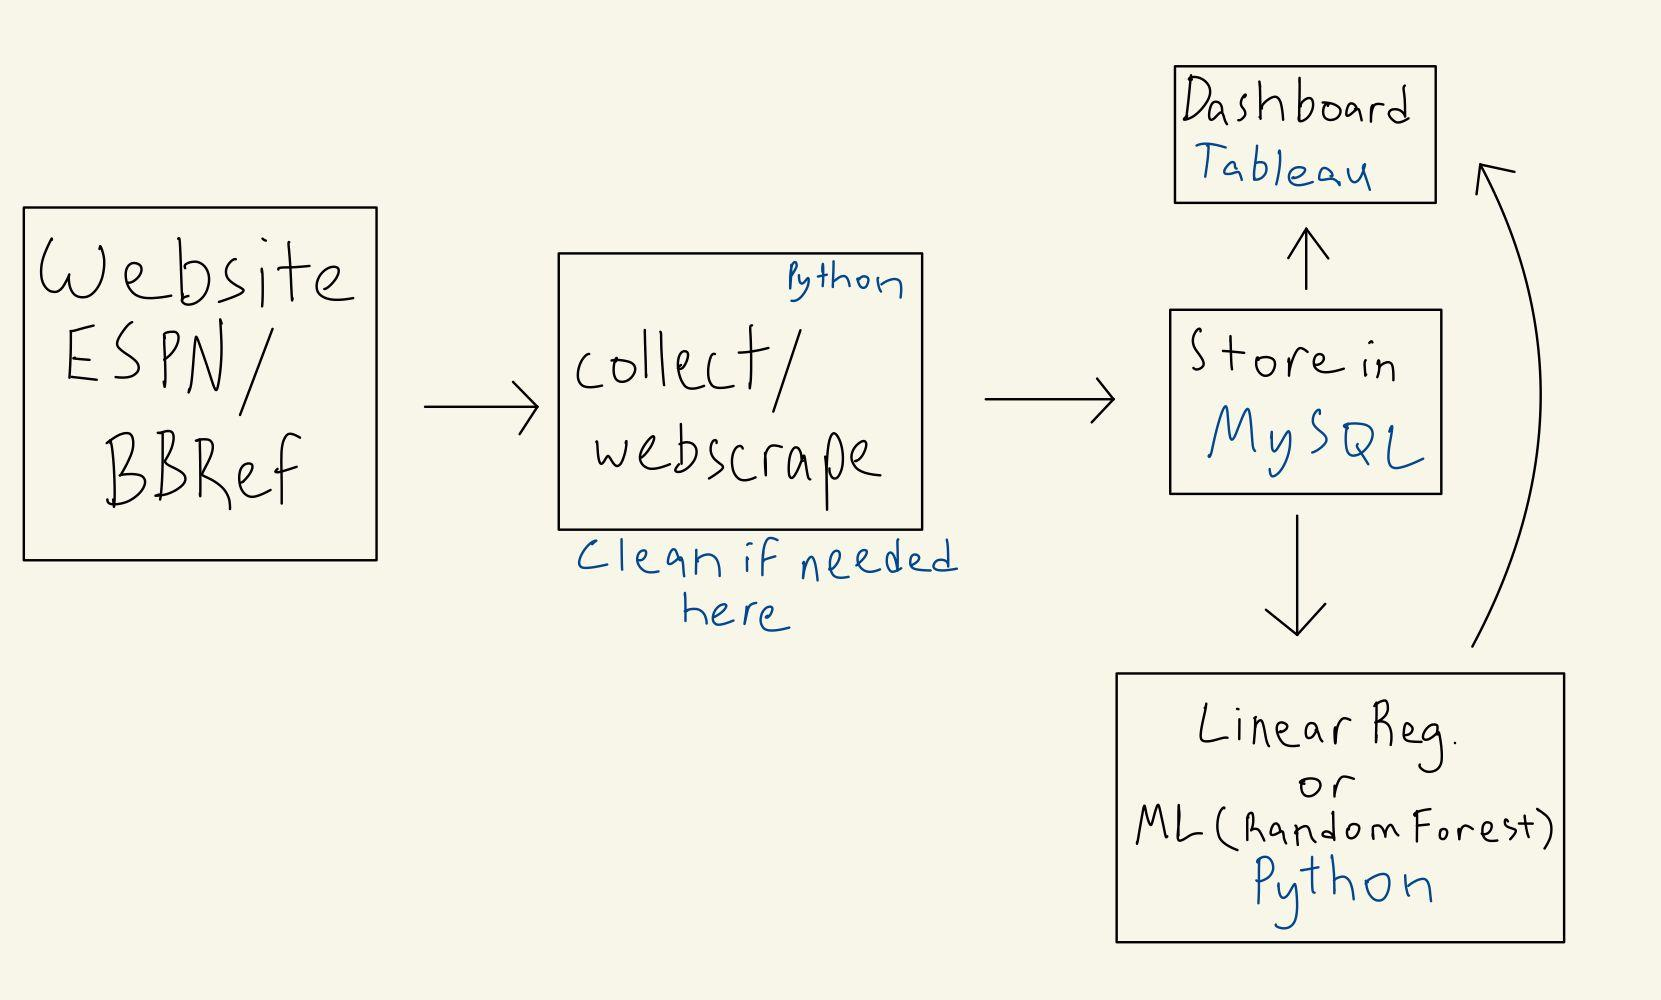 Website
ESPN/
BBRef
Python
collect/
webscrape
Clean if needed
here
Dashboard
Tableau
Store in
MySQL
Linear Reg.
or
ML (Random Forest)
Python